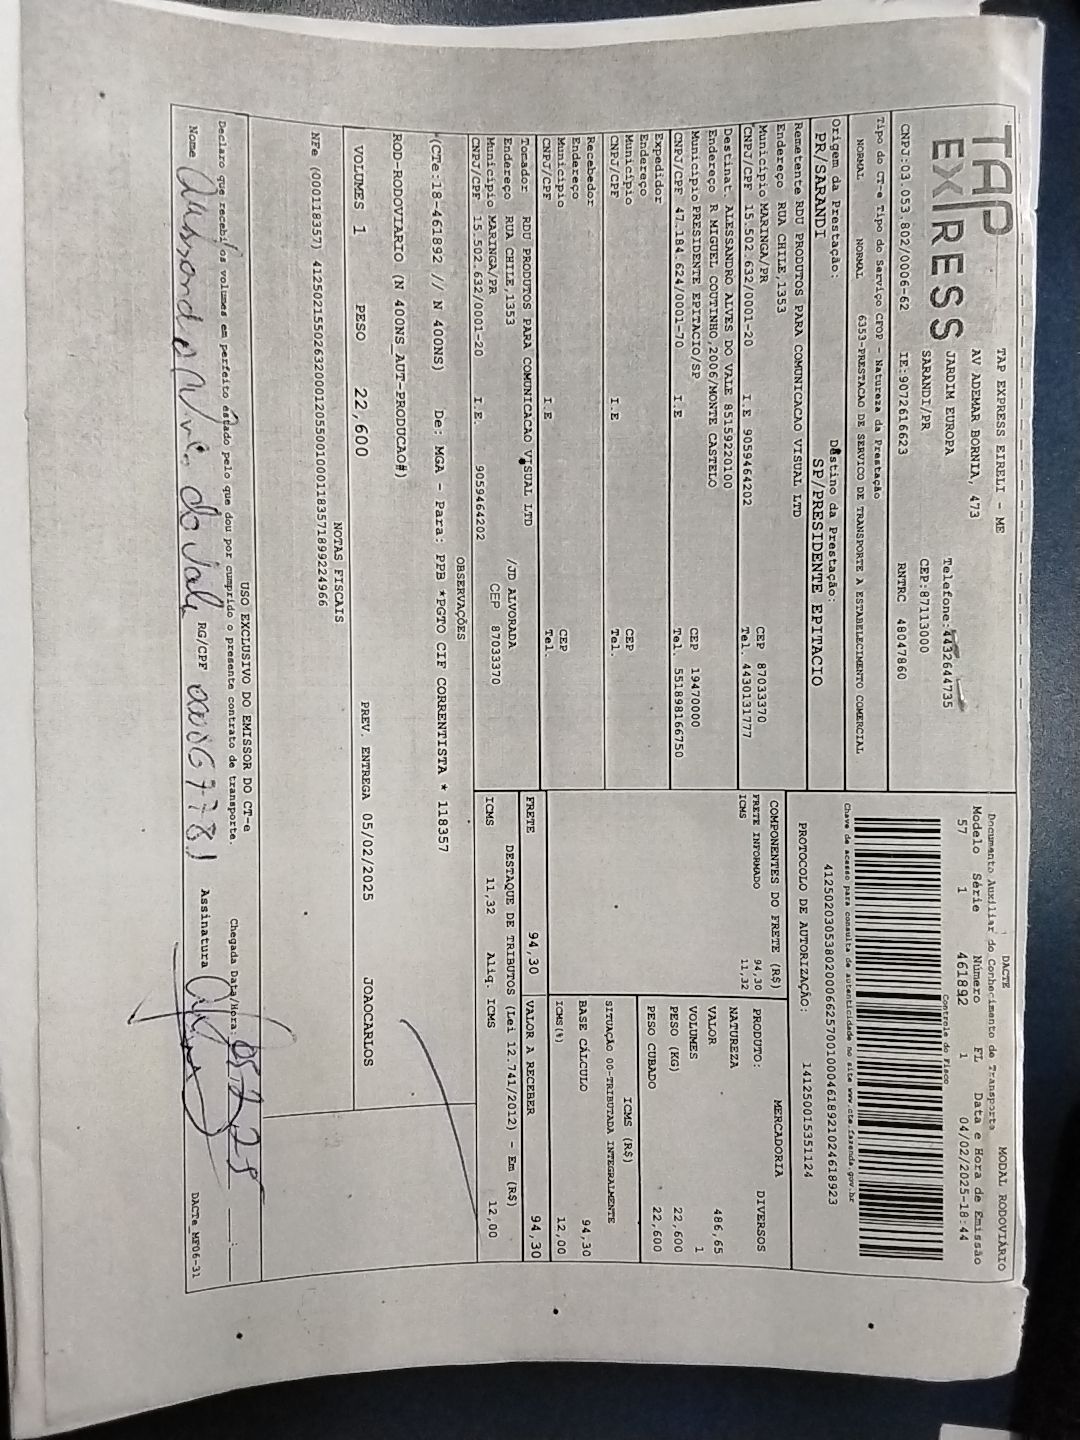 TAP EXPRESS
TAP EXPRESS EIRELI - ME
AV ADEMAR BORNIA, 473
JARDIM EUROPA
Telefone:4432644735
SARANDI/PR
CEP:87113000
CNPJ:03.053.802/0006-62
IE:9072616623
RNTRC 48047860
DACTE
MODAL RODOVIÁRIO
Documento Auxiliar do Conhecimento de Transporte
Modelo Série Número FL Data e Hora de Emissão
57 1 461892 1 04/02/2025-18:44
Controle do Fisco
Chave de acesso para consulta de autenticidade no site www.cte.fazenda.gov.br
41250203053802000662570010004618921024618923
PROTOCOLO DE AUTORIZAÇÃO: 141250015351124
Tipo do CT-e Tipo do Serviço CFOP - Natureza da Prestação
NORMAL NORMAL 6353-PRESTACAO DE SERVICO DE TRANSPORTE A ESTABELECIMENTO COMERCIAL
Origem da Prestação: Destino da Prestação:
PR/SARANDI SP/PRESIDENTE EPITACIO
Remetente RDU PRODUTOS PARA COMUNICACAO VISUAL LTD
Endereço RUA CHILE,1353
Município MARINGA/PR CEP 87033370
CNPJ/CPF 15.502.632/0001-20 I.E 9059464202 Tel. 4430131777
Destinat ALESSANDRO ALVES DO VALE 85159220100
Endereço R MIGUEL COUTINHO,2006/MONTE CASTELO
Município PRESIDENTE EPITACIO/SP CEP 19470000
CNPJ/CPF 47.184.624/0001-70 I.E Tel. 5518981667​50
Expedidor
Endereço
Município CEP
CNPJ/CPF I.E Tel.
Recebedor
Endereço
Município CEP
CNPJ/CPF I.E Tel.
Tomador RDU PRODUTOS PARA COMUNICACAO VISUAL LTD
Endereço RUA CHILE,1353 /JD ALVORADA
Município MARINGA/PR CEP 87033370
CNPJ/CPF 15.502.632/0001-20 I.E. 9059464202
COMPONENTES DO FRETE (R$)
FRETE INFORMADO 94,30
ICMS 11,32
MERCADORIA
PRODUTO: DIVERSOS
NATUREZA
VALOR 486,65
VOLUMES 1
PESO (KG) 22,600
PESO CUBADO 22,600
ICMS (R$)
SITUAÇÃO 00-TRIBUTADA INTEGRALMENTE
BASE CÁLCULO 94,30
ICMS(%) 12,00
FRETE 94,30 VALOR A RECEBER 94,30
DESTAQUE DE TRIBUTOS (Lei 12.741/2012) - Em (R$)
ICMS 11,32 Aliq. ICMS 12,00
OBSERVAÇÕES
(CTe:18-461892 // N 400NS) De: MGA - Para: PPB *PGTO CIF CORRENTISTA * 118357
ROD-RODOVIARIO (N 400NS_AUT-PRODUCAO#)
VOLUMES 1 PESO 22,600 PREV. ENTREGA 05/02/2025 JOAOCARLOS
NOTAS FISCAIS
NFe (000118357) 41250215502632000120550010001183571899224966
USO EXCLUSIVO DO EMISSOR DO CT-e
Declaro que recebi os volumes em perfeito estado pelo que dou por cumprido o presente contrato de transporte.
Chegada Data/Hora:
Nome do Vale RG/CPF Assinatura
DACTe_MF06-31